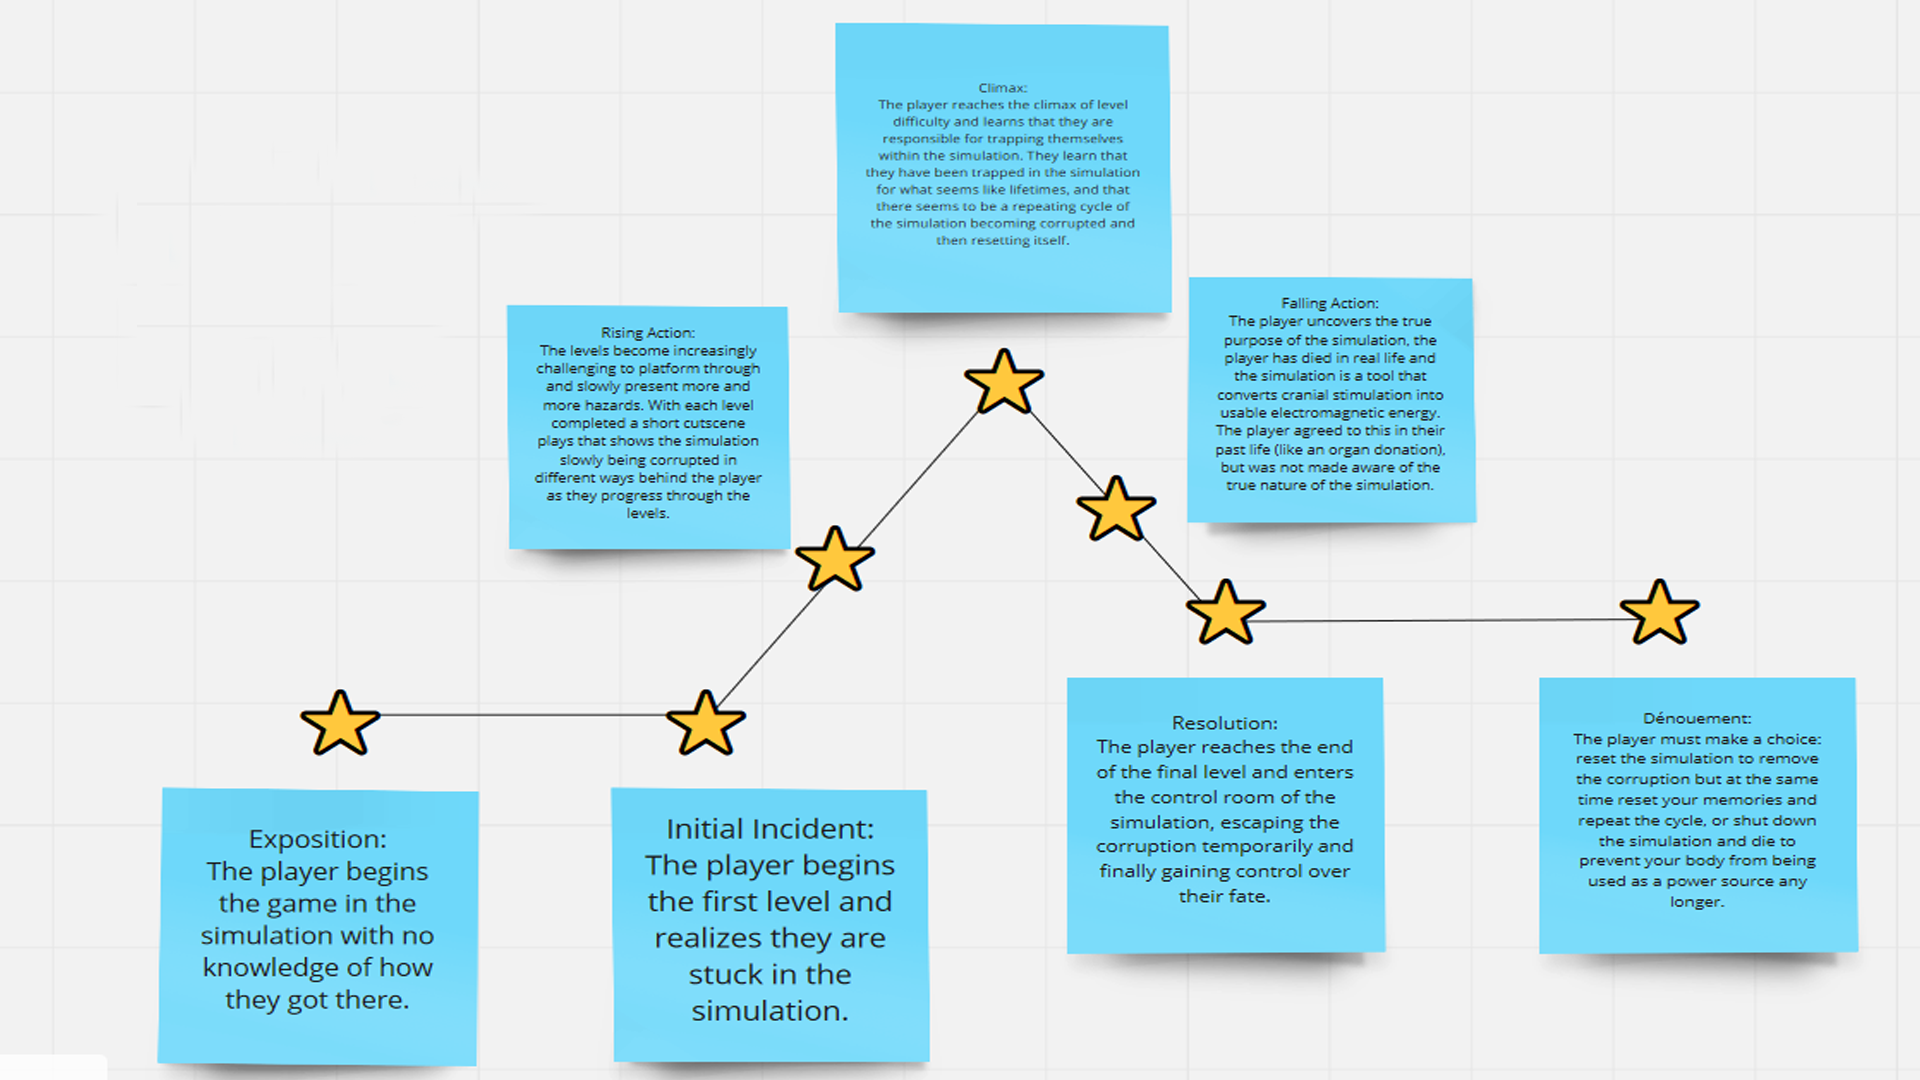 Climax:
The player reaches the climax of level
difficulty and learns that they are
responsible for trapping themselves
within the simulation. They learn that
they have been trapped in the simulation
for what seems like lifetimes, and that
there seems to be a repeating cycle of
the simulation becoming corrupted and
then resetting itself.
Rising Action:
The levels become increasingly
challenging to platform through
and slowly present more and
more hazards. With each level
completed a short cutscene
plays that shows the simulation
slowly being corrupted in
different ways behind the player
as they progress through the
levels.
Falling Action:
The player uncovers the true
purpose of the simulation, the
player has died in real life and
the simulation is a tool that
converts cranial stimulation into
usable electromagnetic energy.
The player agreed to this in their
past life (like an organ donation),
but was not made aware of the
true nature of the simulation.
Exposition:
The player begins
the game in the
simulation with no
knowledge of how
they got there.
Initial Incident:
The player begins
the first level and
realizes they are
stuck in the
simulation.
Resolution:
The player reaches the end
of the final level and enters
the control room of the
simulation, escaping the
corruption temporarily and
finally gaining control over
their fate.
Dénouement:
The player must make a choice:
reset the simulation to remove
the corruption but at the same
time reset your memories and
repeat the cycle, or shut down
the simulation and die to
prevent your body from being
used as a power source any
longer.